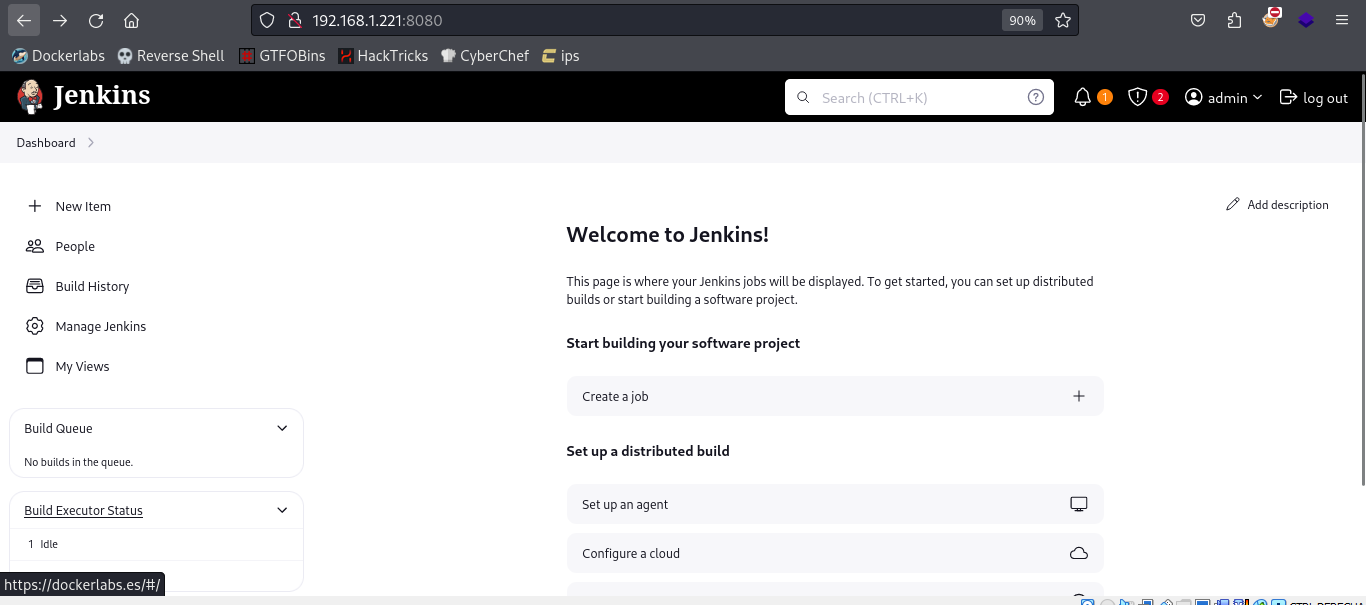 192.168.1.221:8080
90%
Dockerlabs Reverse Shell GTFOBins HackTricks CyberChef ips
Jenkins
Search (CTRL+K)
1
2
admin
log out
Dashboard
New Item
Add description
Welcome to Jenkins!
People
This page is where your Jenkins jobs will be displayed. To get started, you can set up distributed
Build History
builds or start building a software project.
Manage Jenkins
Start building your software project
My Views
Create a job
Build Queue
Set up a distributed build
No builds in the queue.
Set up an agent
Build Executor Status
1 Idle
Configure a cloud
https://dockerlabs.es/#/